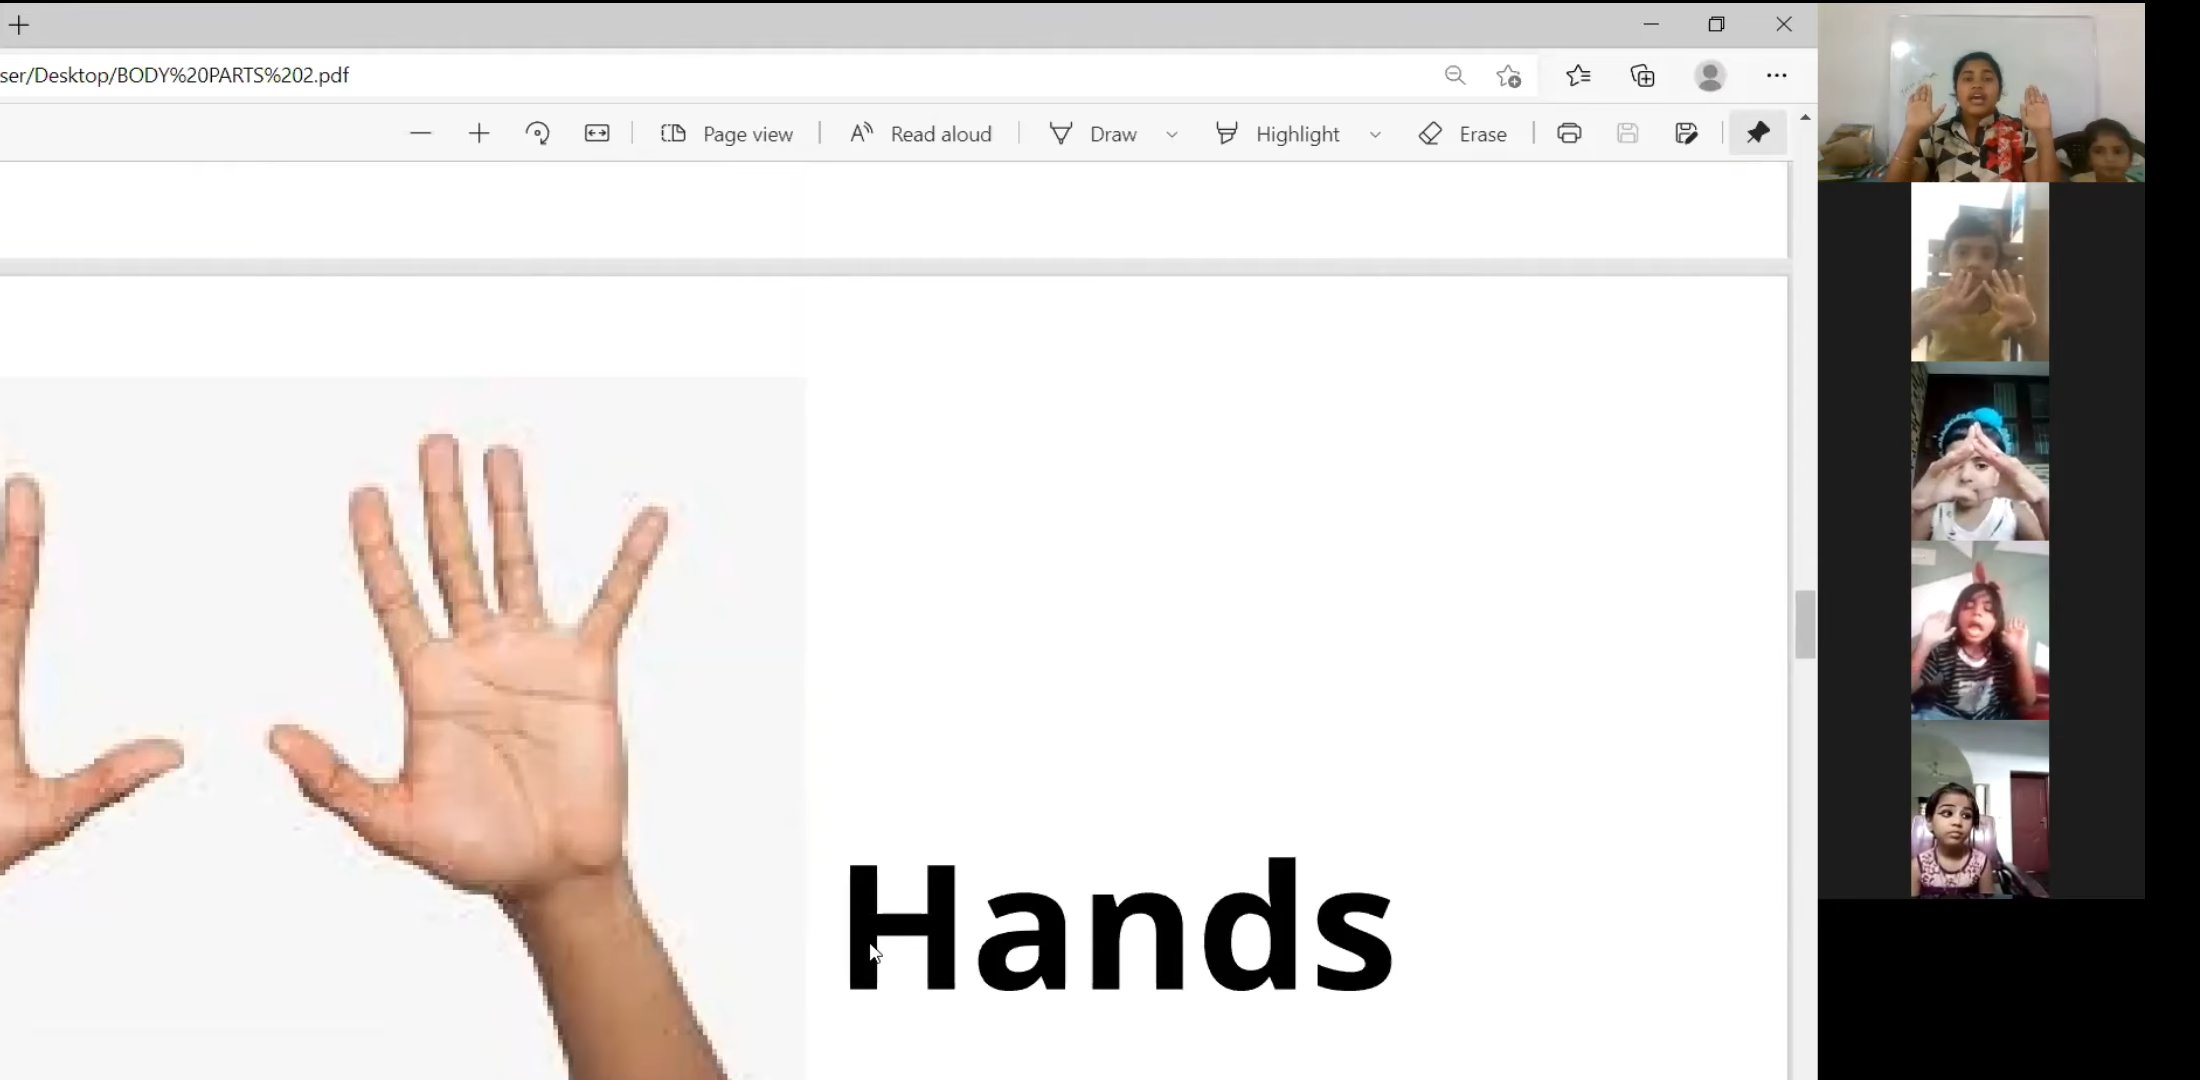 ser/Desktop/BODY%20PARTS%202.pdf
Page view Read aloud Draw Highlight Erase
Hands